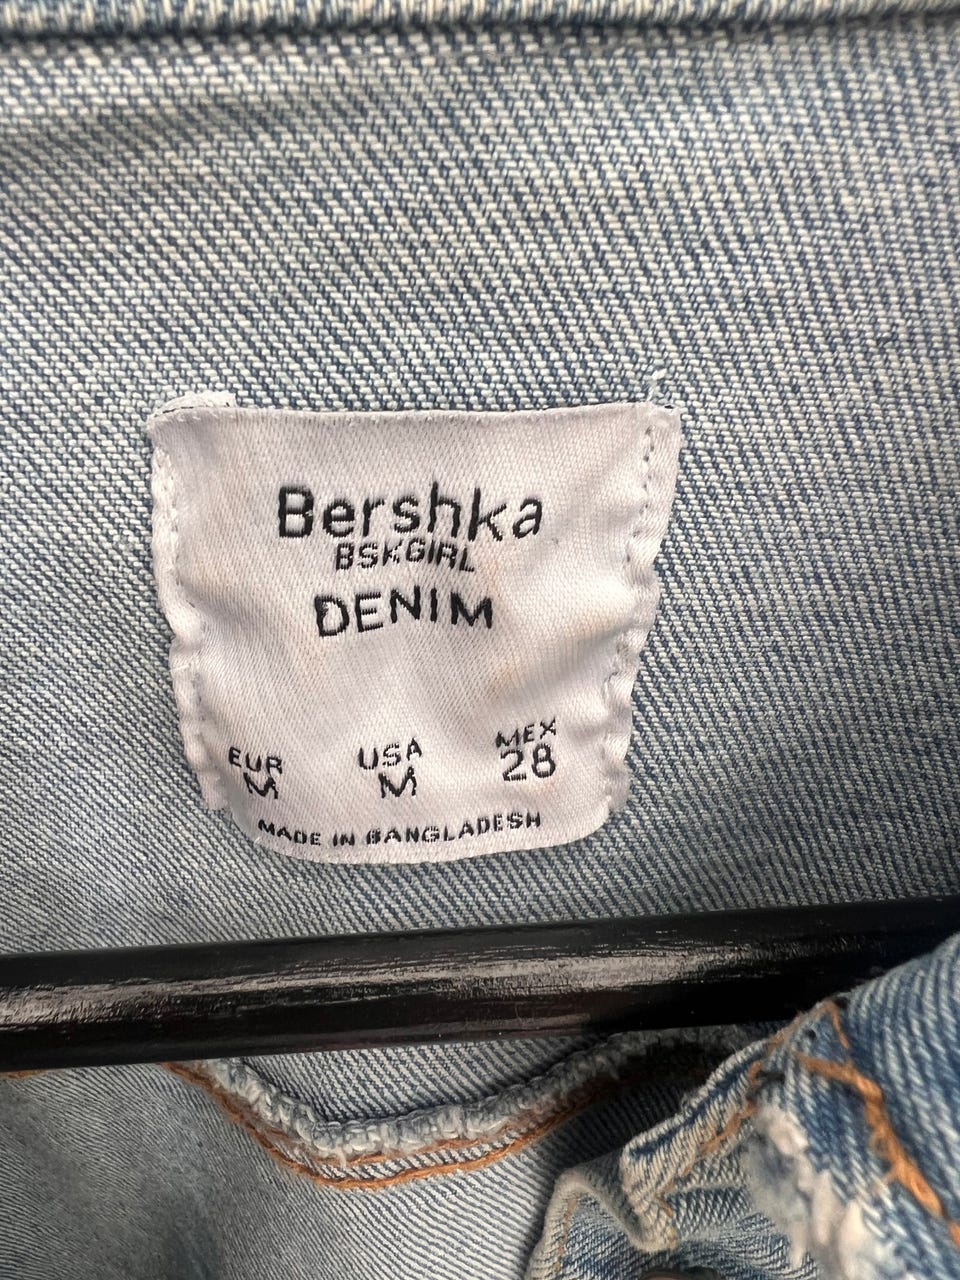 Bershka
BSKGIRL
DENIM
EUR USA MEX
M M 28
MADE IN BANGLADESH